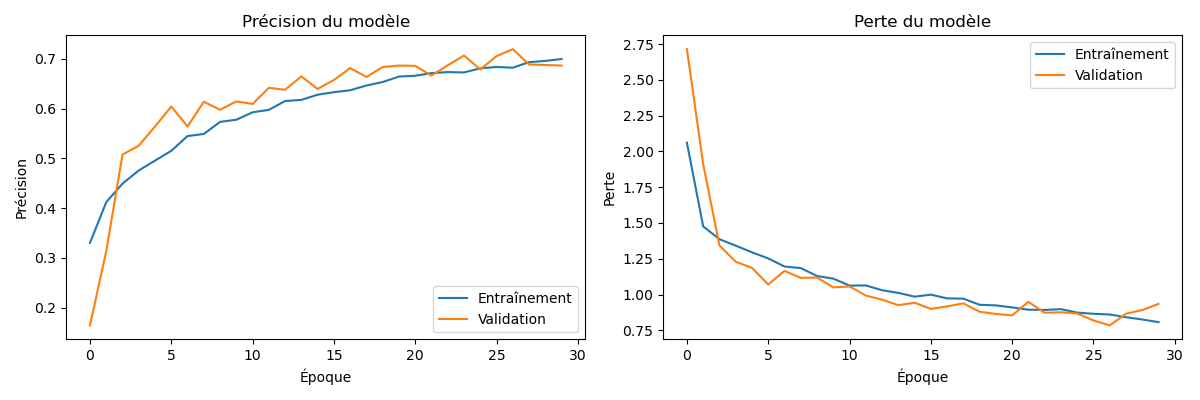 Précision du modèle
Précision
0.7
0.6
0.5
0.4
0.3
0.2
Entraînement
Validation
0 5 10 15 20 25 30
Époque
Perte du modèle
Perte
2.75
2.50
2.25
2.00
1.75
1.50
1.25
1.00
0.75
Entraînement
Validation
0 5 10 15 20 25 30
Époque